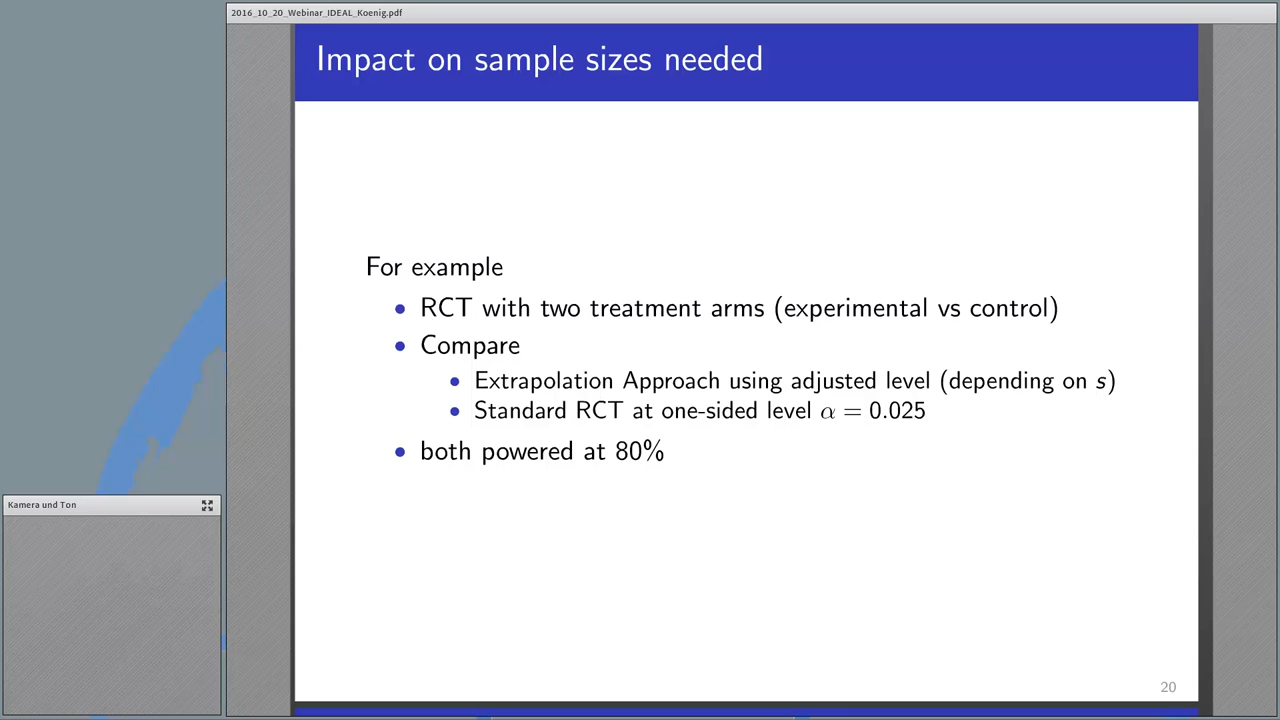 2016_10_20_Webinar_IDEAL_Koenig.pdf
Impact on sample sizes needed
For example
• RCT with two treatment arms (experimental vs control)
• Compare
• Extrapolation Approach using adjusted level (depending on s)
• Standard RCT at one-sided level α = 0.025
• both powered at 80%
Kamera und Ton
20